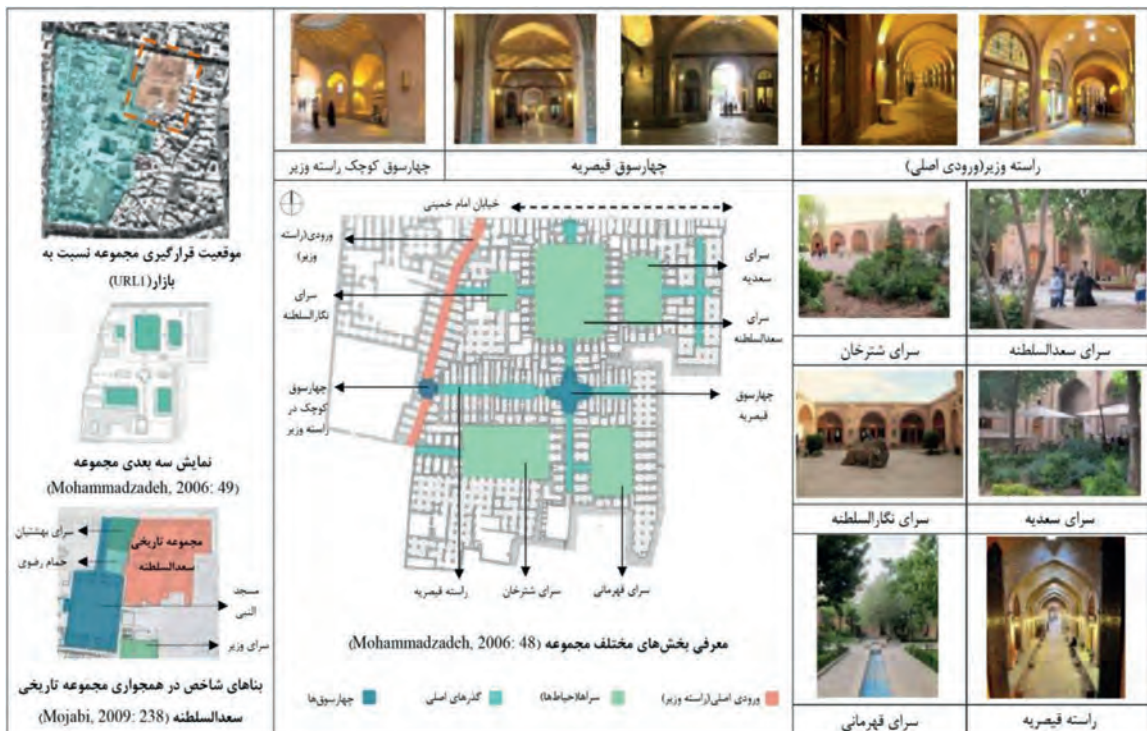 چهارسوق کوچک راسته وزیر
چهارسوق قیصریه
راسته وزیر(ورودی اصلی)
موقعیت قرارگیری مجموعه نسبت به
بازار(URL1)
نمایش سه بعدی مجموعه
(Mohammadzadeh, 2006: 49)
سرای بهشتیان
حمام رضوی
مجموعه تاریخی
سعدالسلطنه
مسجد
النبی
سرای وزیر
بناهای شاخص در همجواری مجموعه تاریخی
سعدالسلطنه (Mojabi, 2009: 238)
خیابان امام خمینی
ورودی(راسته
وزیر)
سرای
نگارالسلطنه
چهارسوق
کوچک در
راسته وزیر
سرای
سعدیه
سرای
سعدالسلطنه
چهارسوق
قیصریه
راسته قیصریه
سرای شترخان
سرای قهرمانی
معرفی بخش‌های مختلف مجموعه (Mohammadzadeh, 2006: 48)
ورودی اصلی(راسته وزیر)
سراها(حیاط‌ها)
گذرهای اصلی
چهارسوق‌ها
سرای سعدالسلطنه
سرای شترخان
سرای سعدیه
سرای نگارالسلطنه
راسته قیصریه
سرای قهرمانی